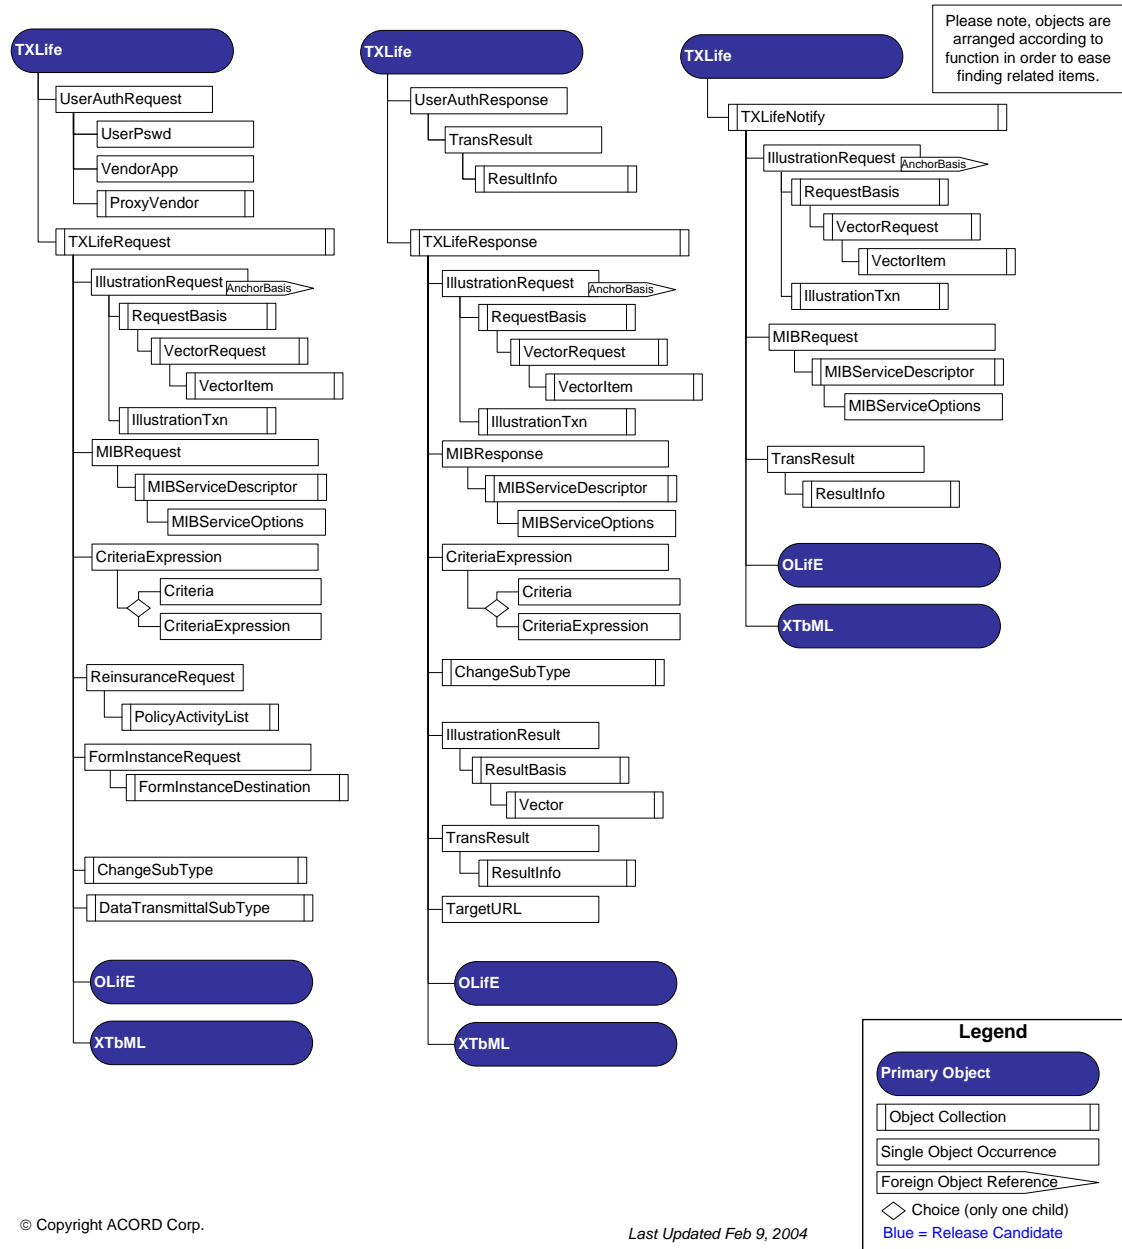 TXLife
UserAuthRequest
UserPswd
VendorApp
ProxyVendor
TXLifeRequest
IllustrationRequest
AnchorBasis
RequestBasis
VectorRequest
VectorItem
IllustrationTxn
MIBRequest
MIBServiceDescriptor
MIBServiceOptions
CriteriaExpression
Criteria
CriteriaExpression
ReinsuranceRequest
PolicyActivityList
FormInstanceRequest
FormInstanceDestination
ChangeSubType
DataTransmittalSubType
OLifE
XTbML
TXLife
UserAuthResponse
TransResult
ResultInfo
TXLifeResponse
IllustrationRequest
AnchorBasis
RequestBasis
VectorRequest
VectorItem
IllustrationTxn
MIBResponse
MIBServiceDescriptor
MIBServiceOptions
CriteriaExpression
Criteria
CriteriaExpression
ChangeSubType
IllustrationResult
ResultBasis
Vector
TransResult
ResultInfo
TargetURL
OLifE
XTbML
Please note, objects are
arranged according to
function in order to ease
finding related items.
TXLife
TXLifeNotify
IllustrationRequest
AnchorBasis
RequestBasis
VectorRequest
VectorItem
IllustrationTxn
MIBRequest
MIBServiceDescriptor
MIBServiceOptions
TransResult
ResultInfo
OLifE
XTbML
Legend
Primary Object
Object Collection
Single Object Occurrence
Foreign Object Reference
Choice (only one child)
Blue = Release Candidate
© Copyright ACORD Corp.
Last Updated Feb 9, 2004